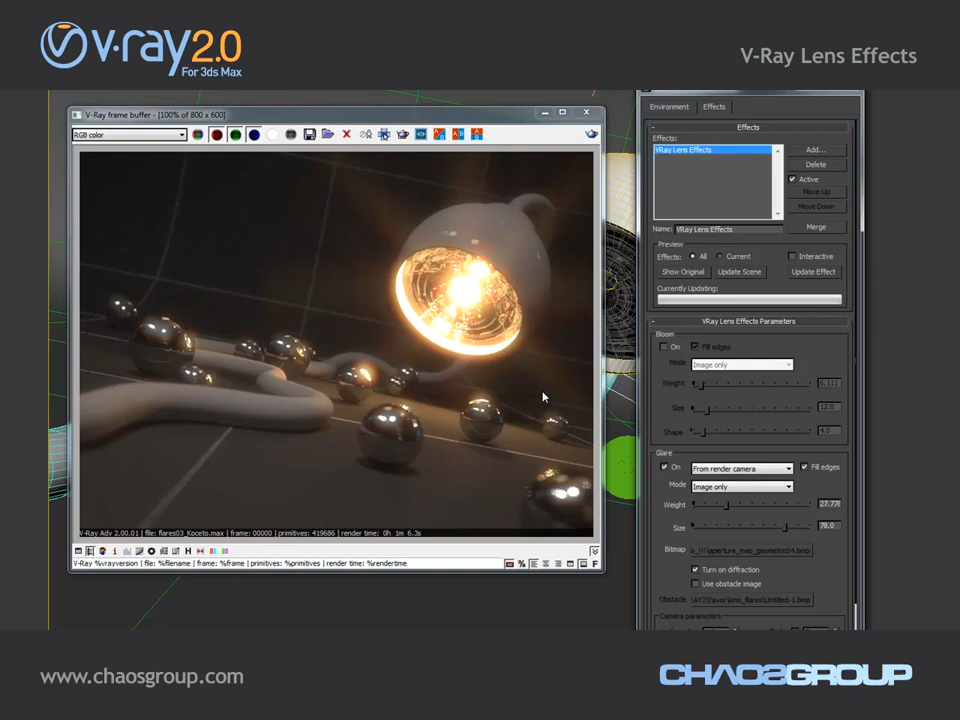 v·ray2.0
For 3ds Max
V-Ray Lens Effects
V-Ray frame buffer - [100% of 800 x 600]
RGB color
V-Ray Adv 2.00.01 | file: flares03_Koceto.max | frame: 00000 | primitives: 419686 | render time: 0h 1m 6.3s
V-Ray %vrayversion | file: %filename | frame: %frame | primitives: %primitives | render time: %rendertime
Environment Effects
Effects
Effects:
VRay Lens Effects
Add...
Delete
Active
Move Up
Move Down
Name: VRay Lens Effects
Merge
Preview
Effects: All Current Interactive
Show Original Update Scene Update Effect
Currently Updating:
VRay Lens Effects Parameters
Bloom
On Fill edges
Mode Image only
Weight 6.111
Size 12.0
Shape 4.0
Glare
On From render camera Fill edges
Mode Image only
Weight
Size 78.0
Bitmap aperture_map_geometric04.bmp
Turn on diffraction
Use obstacle image
Obstacle
Camera parameters
www.chaosgroup.com
CHAOSGROUP